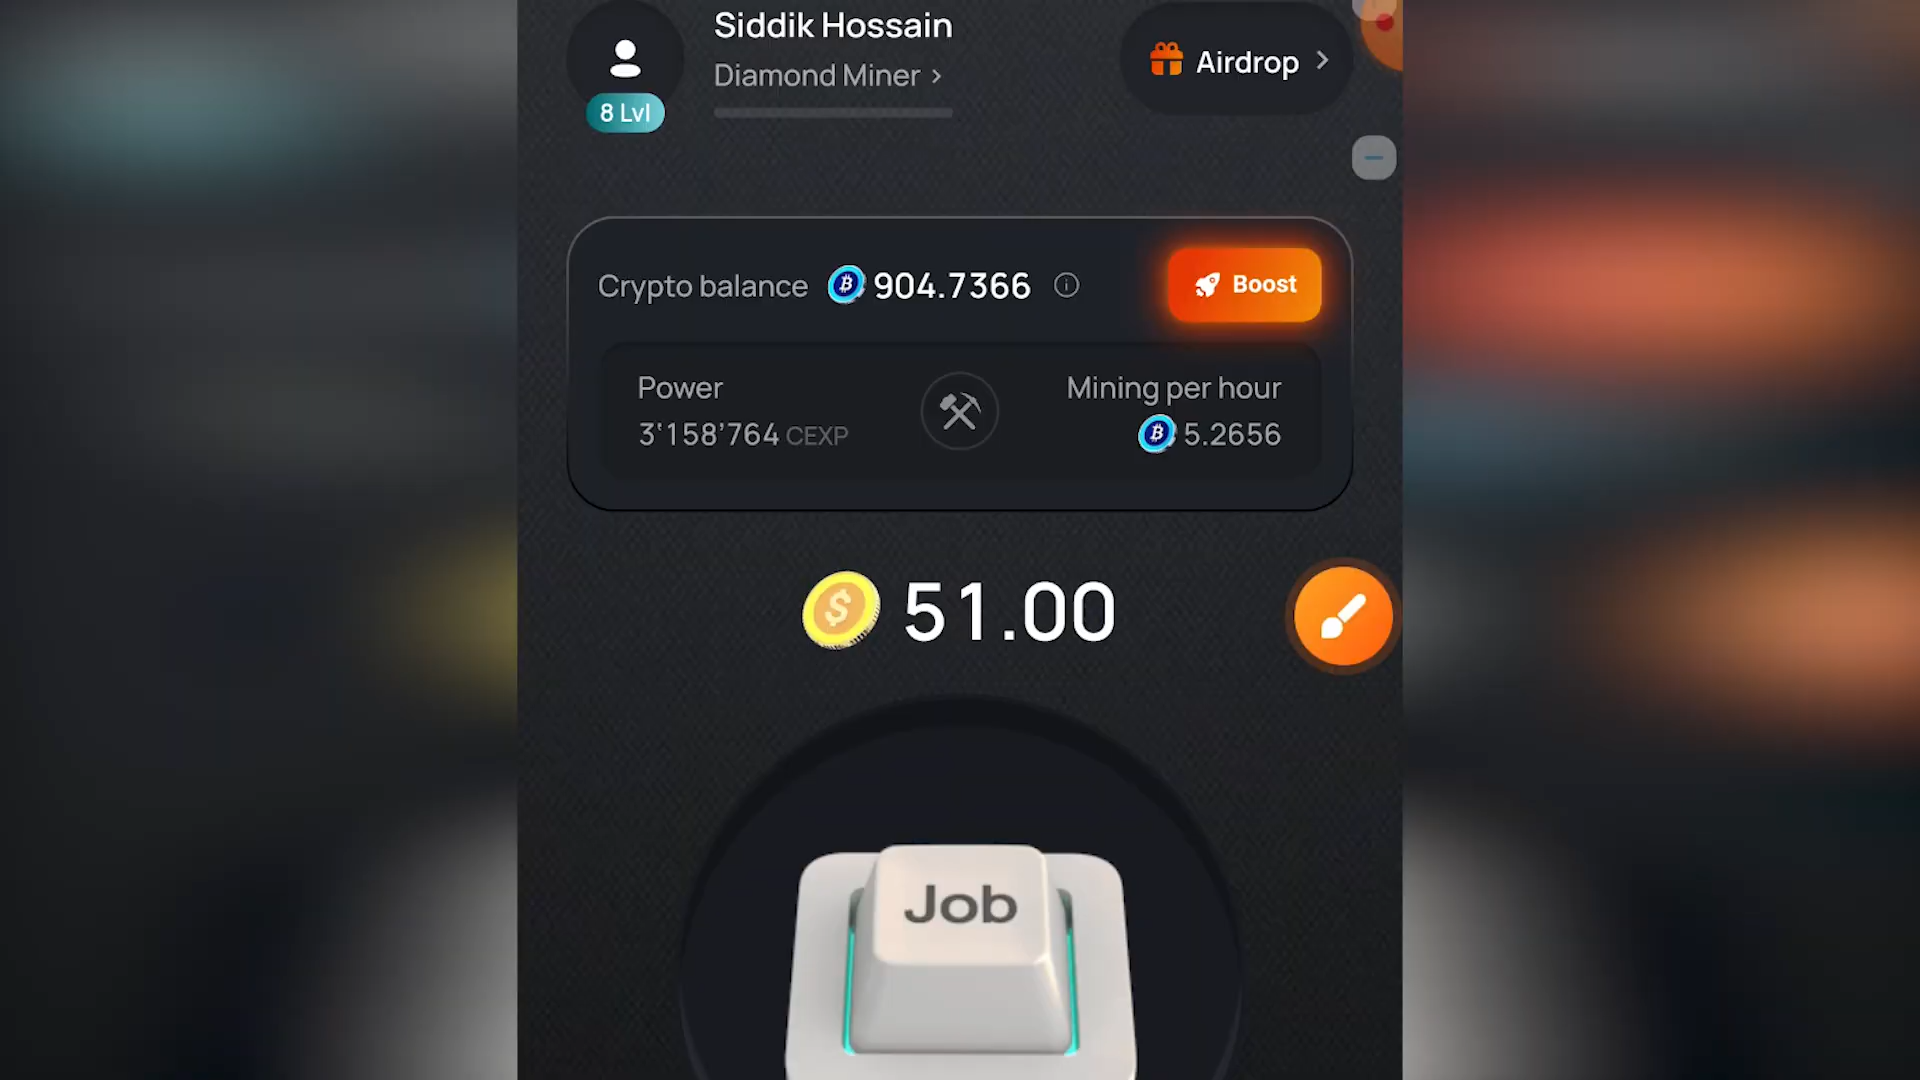 Siddik Hossain
Diamond Miner >
8 Lvl
Airdrop >
Crypto balance 904.7366
Boost
Power
3'158'764 CEXP
Mining per hour
5.2656
51.00
Job